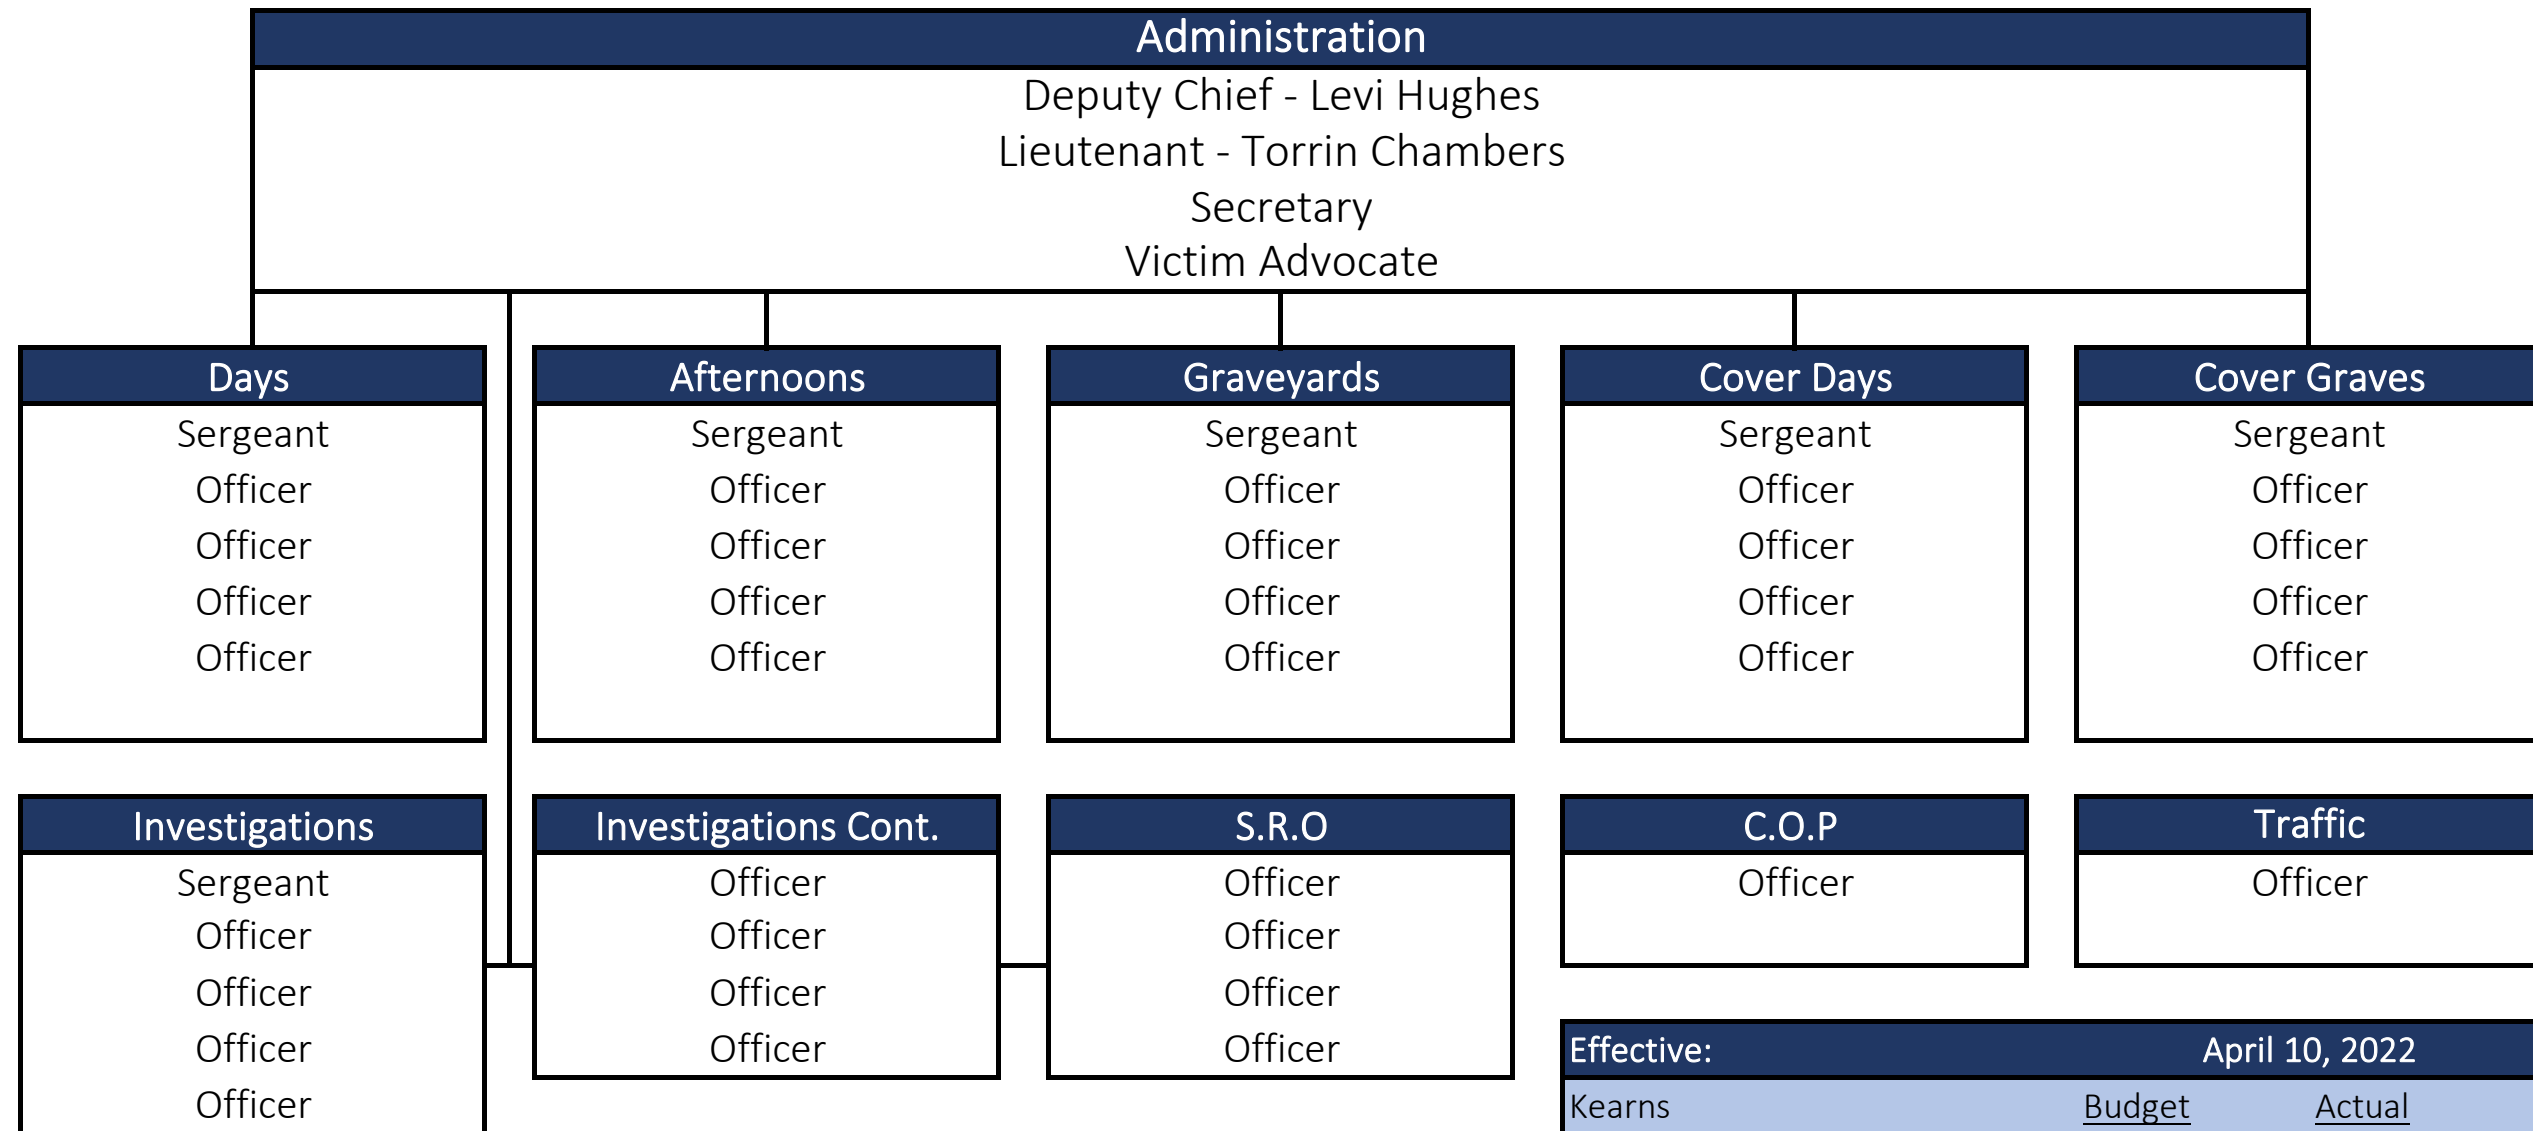 Administration
Deputy Chief - Levi Hughes
Lieutenant - Torrin Chambers
Secretary
Victim Advocate
Days
Sergeant
Officer
Officer
Officer
Officer
Afternoons
Sergeant
Officer
Officer
Officer
Officer
Graveyards
Sergeant
Officer
Officer
Officer
Officer
Cover Days
Sergeant
Officer
Officer
Officer
Officer
Cover Graves
Sergeant
Officer
Officer
Officer
Officer
Investigations
Sergeant
Officer
Officer
Officer
Officer
Investigations Cont.
Officer
Officer
Officer
Officer
S.R.O
Officer
Officer
Officer
Officer
C.O.P
Officer
Traffic
Officer
Effective: April 10, 2022
Kearns Budget Actual